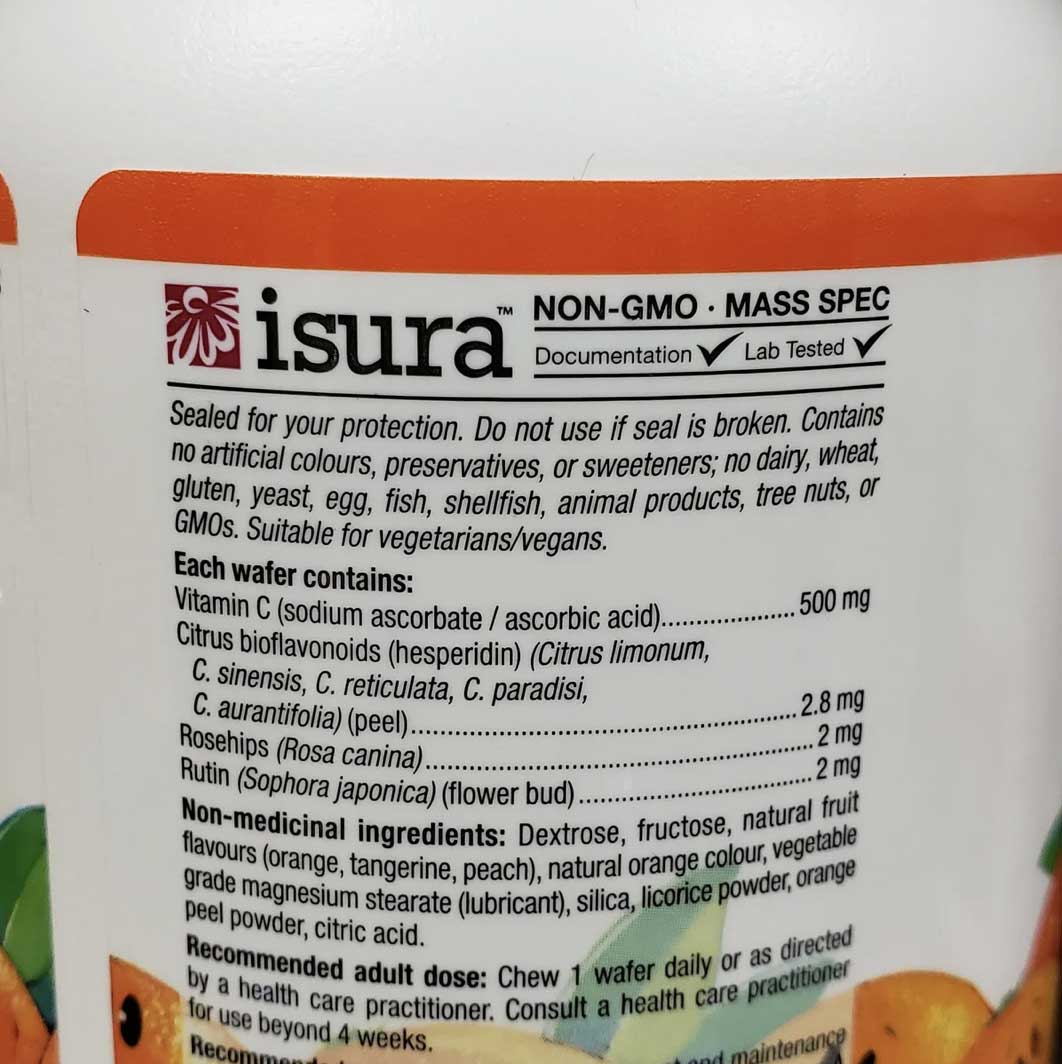 isura™ NON-GMO · MASS SPEC
Documentation ✓ Lab Tested ✓
Sealed for your protection. Do not use if seal is broken. Contains
no artificial colours, preservatives, or sweeteners; no dairy, wheat,
gluten, yeast, egg, fish, shellfish, animal products, tree nuts, or
GMOs. Suitable for vegetarians/vegans.
Each wafer contains:
Vitamin C (sodium ascorbate / ascorbic acid)....................500 mg
Citrus bioflavonoids (hesperidin) (Citrus limonum,
C. sinensis, C. reticulata, C. paradisi,
C. aurantifolia) (peel)....................2.8 mg
Rosehips (Rosa canina)....................2 mg
Rutin (Sophora japonica) (flower bud)....................2 mg
Non-medicinal ingredients: Dextrose, fructose, natural fruit
flavours (orange, tangerine, peach), natural orange colour, vegetable
grade magnesium stearate (lubricant), silica, licorice powder, orange
peel powder, citric acid.
Recommended adult dose: Chew 1 wafer daily or as directed
by a health care practitioner. Consult a health care practitioner
for use beyond 4 weeks.
and maintenance